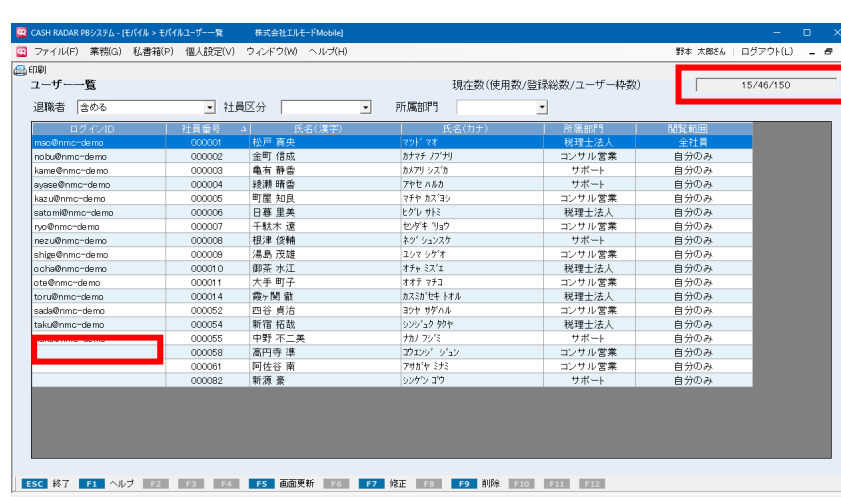 CASH RADAR PBシステム - [モバイル > モバイルユーザー一覧 株式会社エルモードMobile]
ファイル(F) 業務(G) 私書箱(P) 個人設定(V) ウィンドウ(W) ヘルプ(H) 野本 太郎さん ログアウト(L)
印刷
ユーザー一覧 現在数(使用数/登録総数/ユーザー枠数) 15/46/150
退職者 含める 社員区分 所属部門
ログインID 社員番号 氏名(漢字) 氏名(カナ) 所属部門 閲覧範囲
mao@nmc-demo 000001 松戸 真央 マツド マオ 税理士法人 全社員
nobu@nmc-demo 000002 金町 信成 カナマチ ノブナリ コンサル営業 自分のみ
kame@nmc-demo 000003 亀有 静香 カメアリ シズカ サポート 自分のみ
ayase@nmc-demo 000004 綾瀬 晴香 アヤセ ハルカ サポート 自分のみ
kazu@nmc-demo 000005 町屋 知良 マチヤ カズヨシ コンサル営業 自分のみ
satomi@nmc-demo 000006 日暮 里美 ヒグレ サトミ 税理士法人 自分のみ
ryo@nmc-demo 000007 千駄木 遼 センダギ リョウ コンサル営業 自分のみ
nezu@nmc-demo 000008 根津 俊輔 ネヅ シュンスケ サポート 自分のみ
shige@nmc-demo 000009 湯島 茂雄 ユシマ シゲオ コンサル営業 自分のみ
ocha@nmc-demo 000010 御茶 水江 オチャ ミズエ 税理士法人 自分のみ
ote@nmc-demo 000011 大手 町子 オオテ マチコ コンサル営業 自分のみ
toru@nmc-demo 000014 霞ヶ関 徹 カスミガセキ トオル 税理士法人 自分のみ
sada@nmc-demo 000052 四谷 貞治 ヨツヤ サダハル コンサル営業 自分のみ
taku@nmc-demo 000054 新宿 拓哉 シンジュク タクヤ 税理士法人 自分のみ
000055 中野 不二美 ナカノ フジミ サポート 自分のみ
000058 高円寺 準 コウエンジ ジュン コンサル営業 自分のみ
000061 阿佐谷 南 アサガヤ ミナミ コンサル営業 自分のみ
000082 新源 豪 シンゲン ゴウ サポート 自分のみ
ESC 終了 F1 ヘルプ F2 F3 F4 F5 画面更新 F6 F7 修正 F8 F9 削除 F10 F11 F12